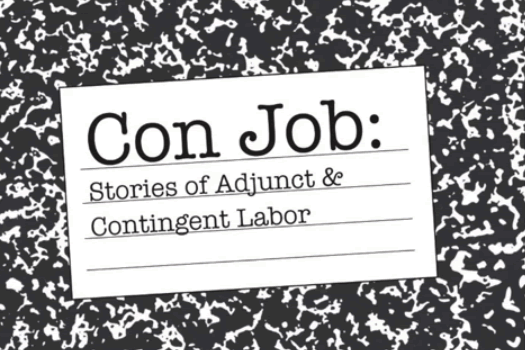 Con Job:
Stories of Adjunct &
Contingent Labor